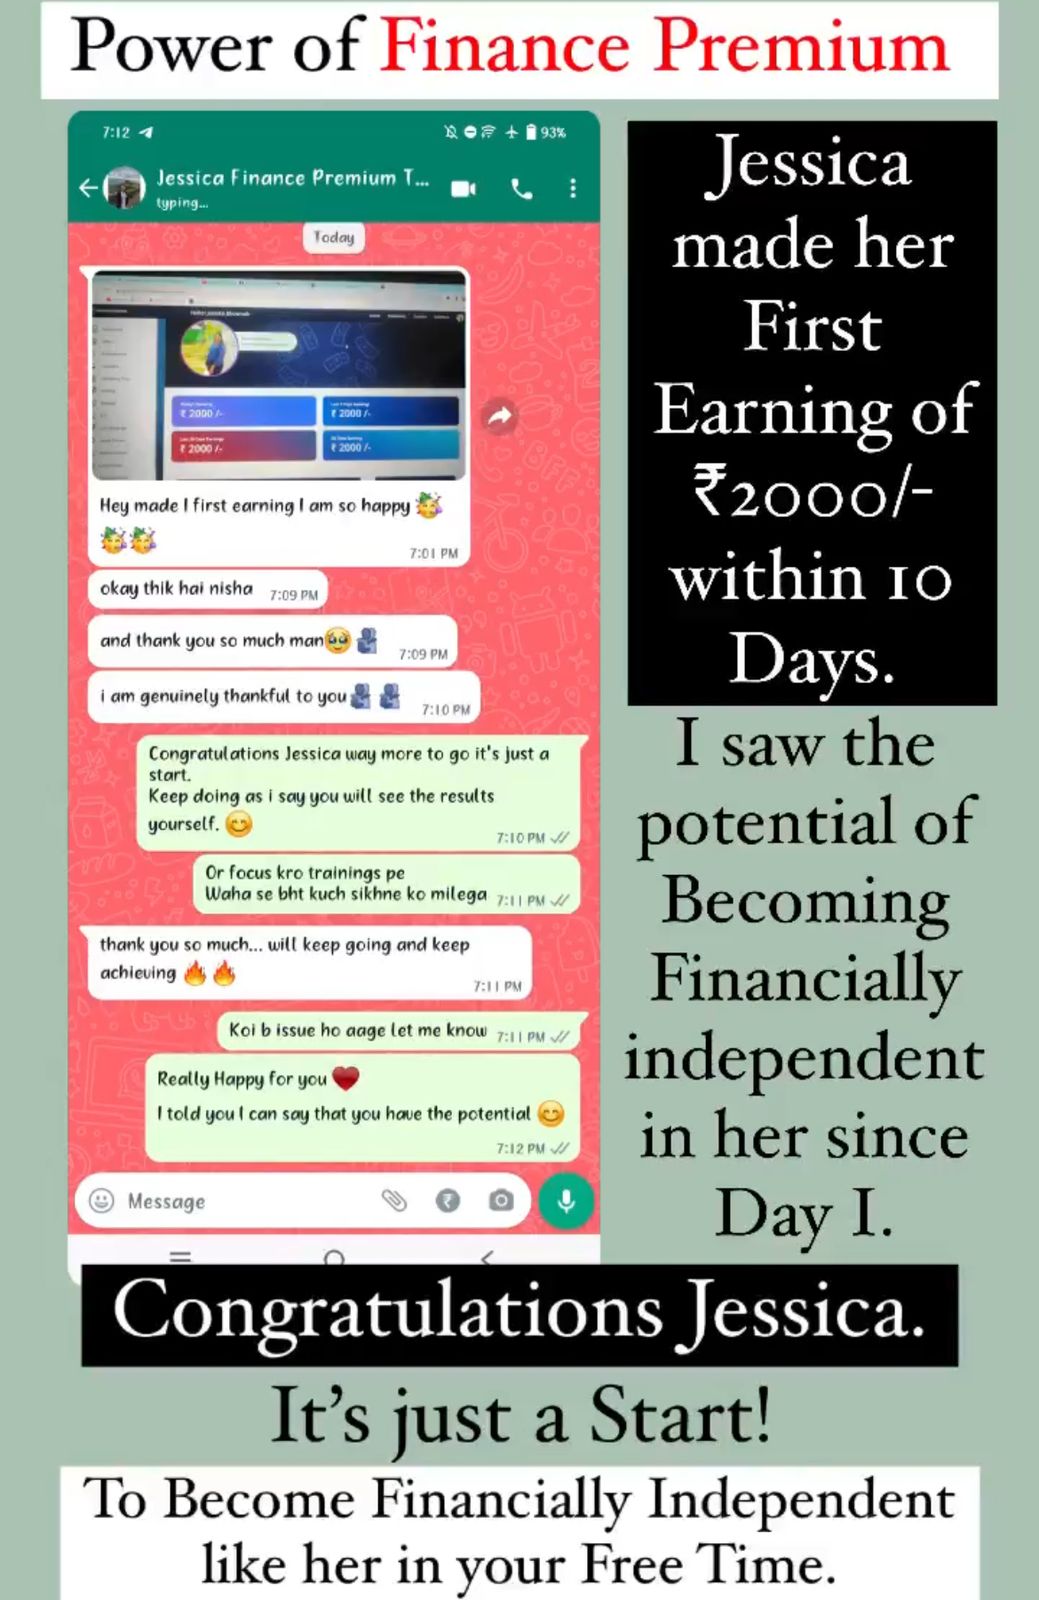 Power of Finance Premium
7:12
93%
Jessica Finance Premium T...
typing...
Today
₹ 2000 /-
₹ 2000 /-
₹ 2000 /-
₹ 2000 /-
Hey made I first earning I am so happy 🥳
🥳🥳
7:01 PM
okay thik hai nisha 7:09 PM
and thank you so much man🥹🫂 7:09 PM
i am genuinely thankful to you🫂🫂 7:10 PM
Congratulations Jessica way more to go it's just a
start.
Keep doing as i say you will see the results
yourself. 😊
7:10 PM
Or focus kro trainings pe
Waha se bht kuch sikhne ko milega 7:11 PM
thank you so much... will keep going and keep
achieving 🔥🔥
7:11 PM
Koi b issue ho aage let me know 7:11 PM
Really Happy for you ❤️
I told you I can say that you have the potential 😊
7:12 PM
Message
Jessica
made her
First
Earning of
₹2000/-
within 10
Days.
I saw the
potential of
Becoming
Financially
independent
in her since
Day 1.
Congratulations Jessica.
It's just a Start!
To Become Financially Independent
like her in your Free Time.